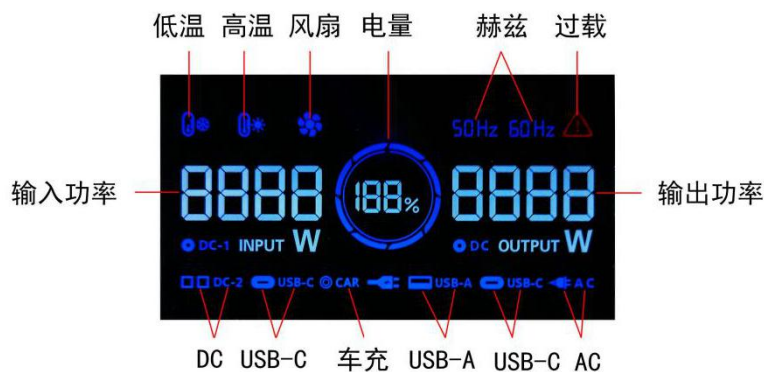 低温 高温 风扇 电量 赫兹 过载
50Hz 60Hz
输入功率 8888 188% 8888 输出功率
DC-1 INPUT W DC OUTPUT W
DC-2 USB-C CAR USB-A USB-C AC
DC USB-C 车充 USB-A USB-C AC